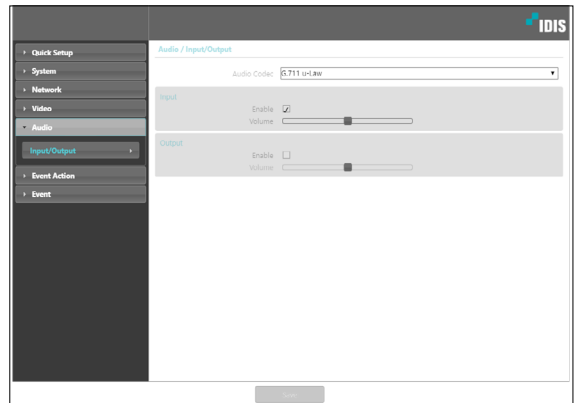 IDIS
Quick Setup
System
Network
Video
Audio
Input/Output
Event Action
Event
Audio / Input/Output
Audio Codec G.711 u-Law
Input
Enable
Volume
Output
Enable
Volume
Save